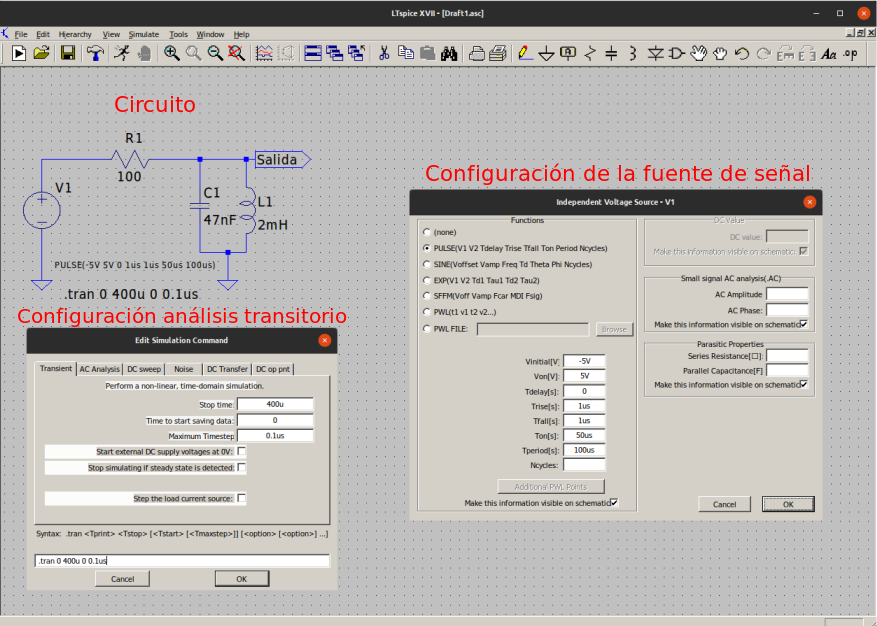 LTspice XVII - [Draft1.asc]
File Edit Hierarchy View Simulate Tools Window Help
Aa .op
Circuito
R1
100
Salida
V1
C1
47nF
L1
2mH
PULSE(-5V 5V 0 1us 1us 50us 100us)
.tran 0 400u 0 0.1us
Configuración análisis transitorio
Edit Simulation Command
Transient AC Analysis DC sweep Noise DC Transfer DC op pnt
Perform a non-linear, time-domain simulation.
Stop time: 400u
Time to start saving data: 0
Maximum Timestep 0.1us
Start external DC supply voltages at 0V:
Stop simulating if steady state is detected:
Step the load current source:
Syntax: .tran <Tprint> <Tstop> [<Tstart> [<Tmaxstep>]] [<option> [<option>] ...]
.tran 0 400u 0 0.1us
Cancel OK
Configuración de la fuente de señal
Independent Voltage Source - V1
Functions
(none)
PULSE(V1 V2 Tdelay Trise Tfall Ton Period Ncycles)
SINE(Voffset Vamp Freq Td Theta Phi Ncycles)
EXP(V1 V2 Td1 Tau1 Td2 Tau2)
SFFM(Voff Vamp Fcar MDI Fsig)
PWL(t1 v1 t2 v2...)
PWL FILE: Browse
Vinitial[V] -5V
Von[V]: 5V
Tdelay[s]: 0
Trise[s]: 1us
Tfall[s]: 1us
Ton[s]: 50us
Tperiod[s]: 100us
Ncycles:
Additional PWL Points
Make this information visible on schematic
DC Value
DC value:
Make this information visible on schematic:
Small signal AC analysis(.AC)
AC Amplitude
AC Phase:
Make this information visible on schematic
Parasitic Properties
Series Resistance[□]:
Parallel Capacitance[F]
Make this information visible on schematic
Cancel OK